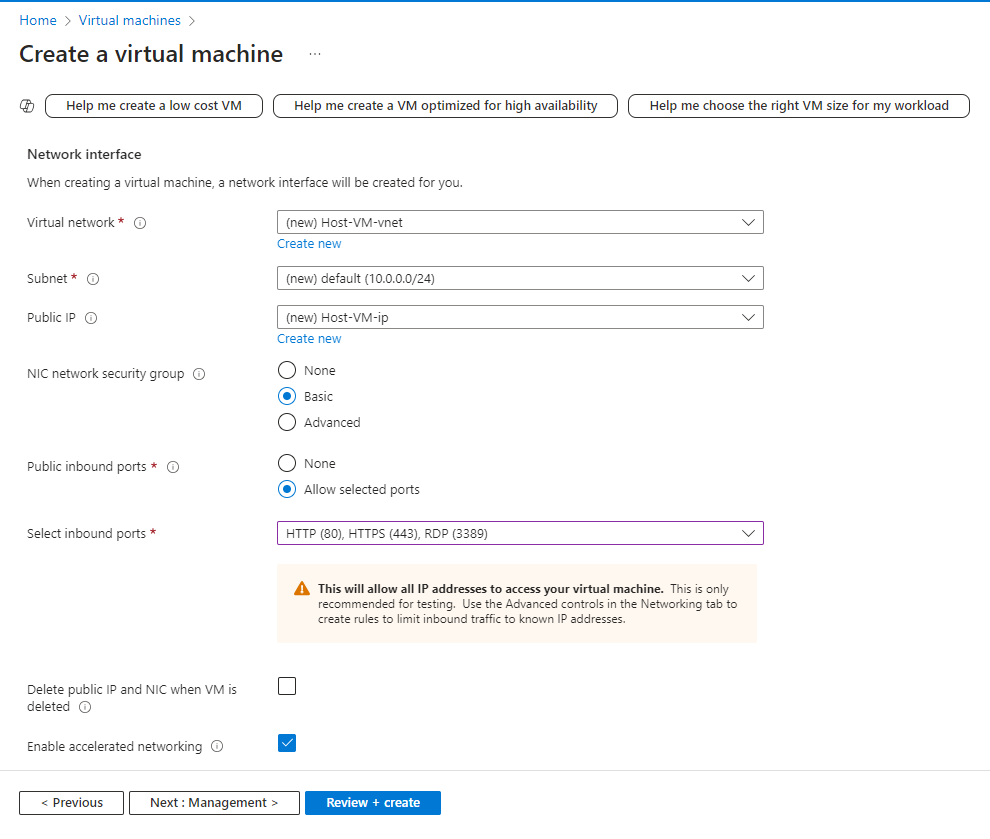 Home > Virtual machines >
Create a virtual machine ...
Help me create a low cost VM
Help me create a VM optimized for high availability
Help me choose the right VM size for my workload
Network interface
When creating a virtual machine, a network interface will be created for you.
Virtual network *
(new) Host-VM-vnet
Create new
Subnet *
(new) default (10.0.0.0/24)
Public IP
(new) Host-VM-ip
Create new
NIC network security group
None
Basic
Advanced
Public inbound ports *
None
Allow selected ports
Select inbound ports *
HTTP (80), HTTPS (443), RDP (3389)
This will allow all IP addresses to access your virtual machine. This is only
recommended for testing. Use the Advanced controls in the Networking tab to
create rules to limit inbound traffic to known IP addresses.
Delete public IP and NIC when VM is
deleted
Enable accelerated networking
< Previous
Next : Management >
Review + create